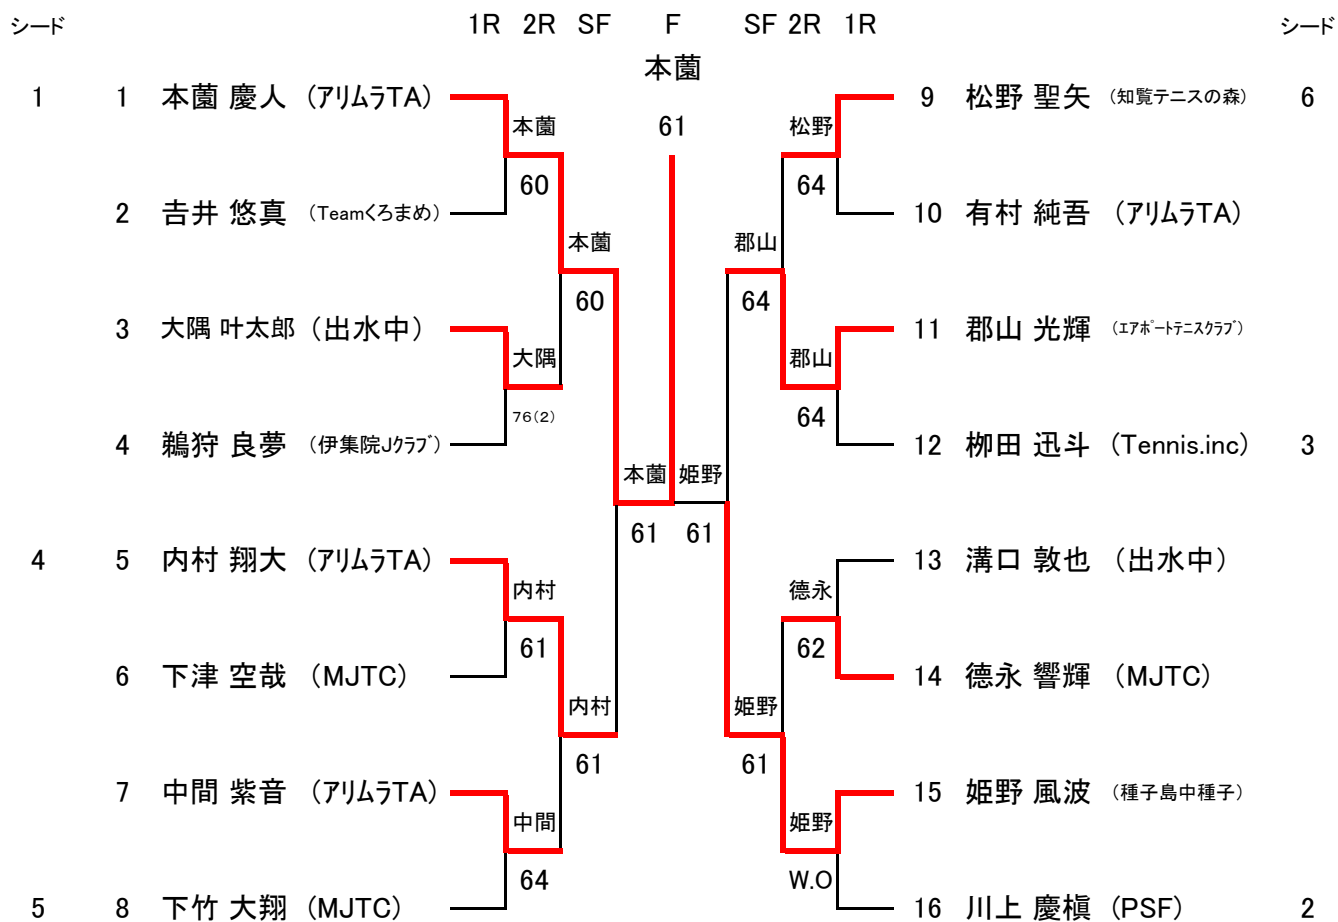 シード 1R 2R SF F SF 2R 1R シード
本薗
1 1 本薗 慶人 (アリムラTA) 9 松野 聖矢 (知覧テニスの森) 6
本薗 61 松野
60 64
2 吉井 悠真 (Teamくろまめ) 10 有村 純吾 (アリムラTA)
本薗 郡山
60 64
3 大隅 叶太郎 (出水中) 11 郡山 光輝 (エアポートテニスクラブ)
大隅 郡山
76(2) 64
4 鵜狩 良夢 (伊集院Jクラブ) 12 栁田 迅斗 (Tennis.inc) 3
本薗 姫野
61 61
4 5 内村 翔大 (アリムラTA) 13 溝口 敦也 (出水中)
内村 德永
61 62
6 下津 空哉 (MJTC) 14 德永 響輝 (MJTC)
内村 姫野
61 61
7 中間 紫音 (アリムラTA) 15 姫野 風波 (種子島中種子)
中間 姫野
64 W.O
5 8 下竹 大翔 (MJTC) 16 川上 慶槇 (PSF) 2